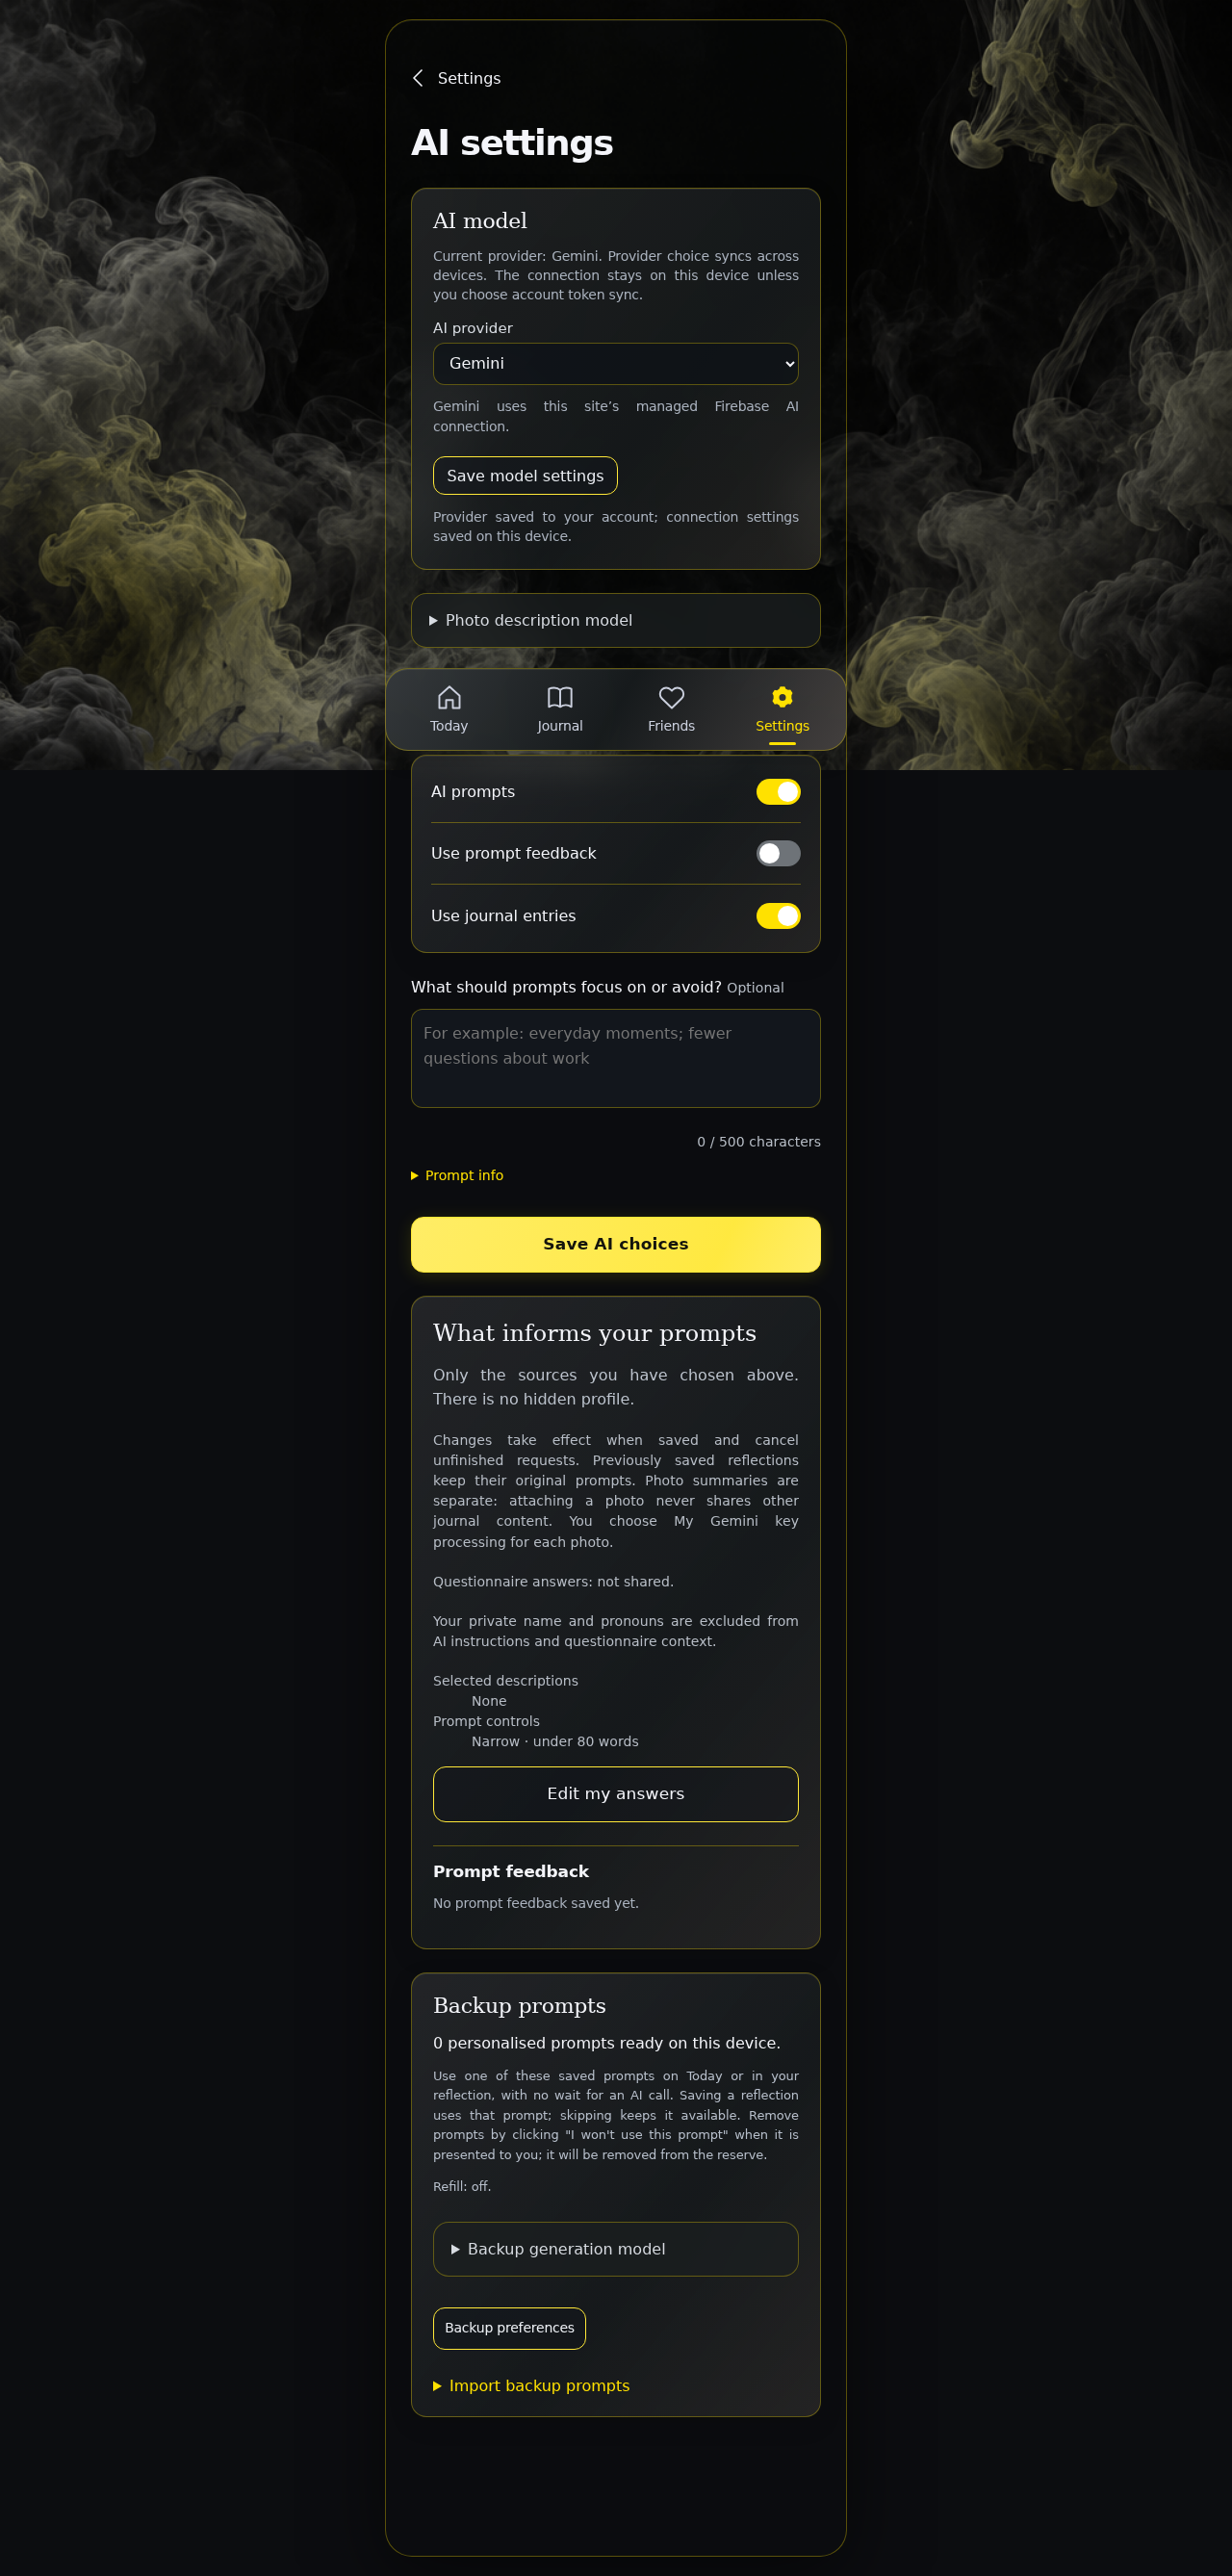 Settings
AI settings
AI model
Current provider: Gemini. Provider choice syncs across
devices. The connection stays on this device unless
you choose account token sync.
AI provider
Gemini
Gemini uses this site’s managed Firebase AI
connection.
Save model settings
Provider saved to your account; connection settings
saved on this device.
Photo description model
Today Journal Friends Settings
AI prompts
Use prompt feedback
Use journal entries
What should prompts focus on or avoid? Optional
For example: everyday moments; fewer
questions about work
0 / 500 characters
Prompt info
Save AI choices
What informs your prompts
Only the sources you have chosen above.
There is no hidden profile.
Changes take effect when saved and cancel
unfinished requests. Previously saved reflections
keep their original prompts. Photo summaries are
separate: attaching a photo never shares other
journal content. You choose My Gemini key
processing for each photo.
Questionnaire answers: not shared.
Your private name and pronouns are excluded from
AI instructions and questionnaire context.
Selected descriptions
None
Prompt controls
Narrow · under 80 words
Edit my answers
Prompt feedback
No prompt feedback saved yet.
Backup prompts
0 personalised prompts ready on this device.
Use one of these saved prompts on Today or in your
reflection, with no wait for an AI call. Saving a reflection
uses that prompt; skipping keeps it available. Remove
prompts by clicking "I won't use this prompt" when it is
presented to you; it will be removed from the reserve.
Refill: off.
Backup generation model
Backup preferences
Import backup prompts